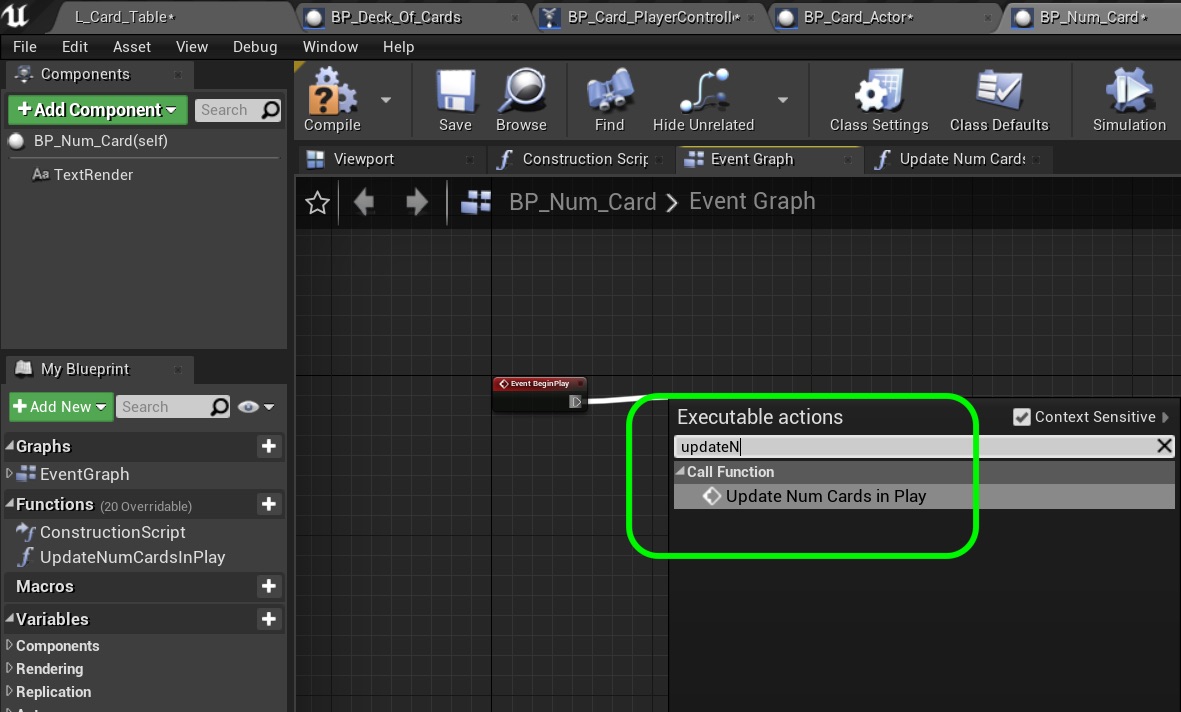 L_Card_Table*
BP_Deck_Of_Cards
BP_Card_PlayerControll*
BP_Card_Actor*
BP_Num_Card*
File Edit Asset View Debug Window Help
Components
Add Component
Search
BP_Num_Card(self)
Aa TextRender
Compile
Save
Browse
Find
Hide Unrelated
Class Settings
Class Defaults
Simulation
Viewport
Construction Scrip
Event Graph
Update Num Cards
BP_Num_Card > Event Graph
My Blueprint
Add New
Search
Graphs
EventGraph
Functions (20 Overridable)
ConstructionScript
UpdateNumCardsInPlay
Macros
Variables
Components
Rendering
Replication
Event BeginPlay
Executable actions
Context Sensitive
updateN
Call Function
Update Num Cards in Play